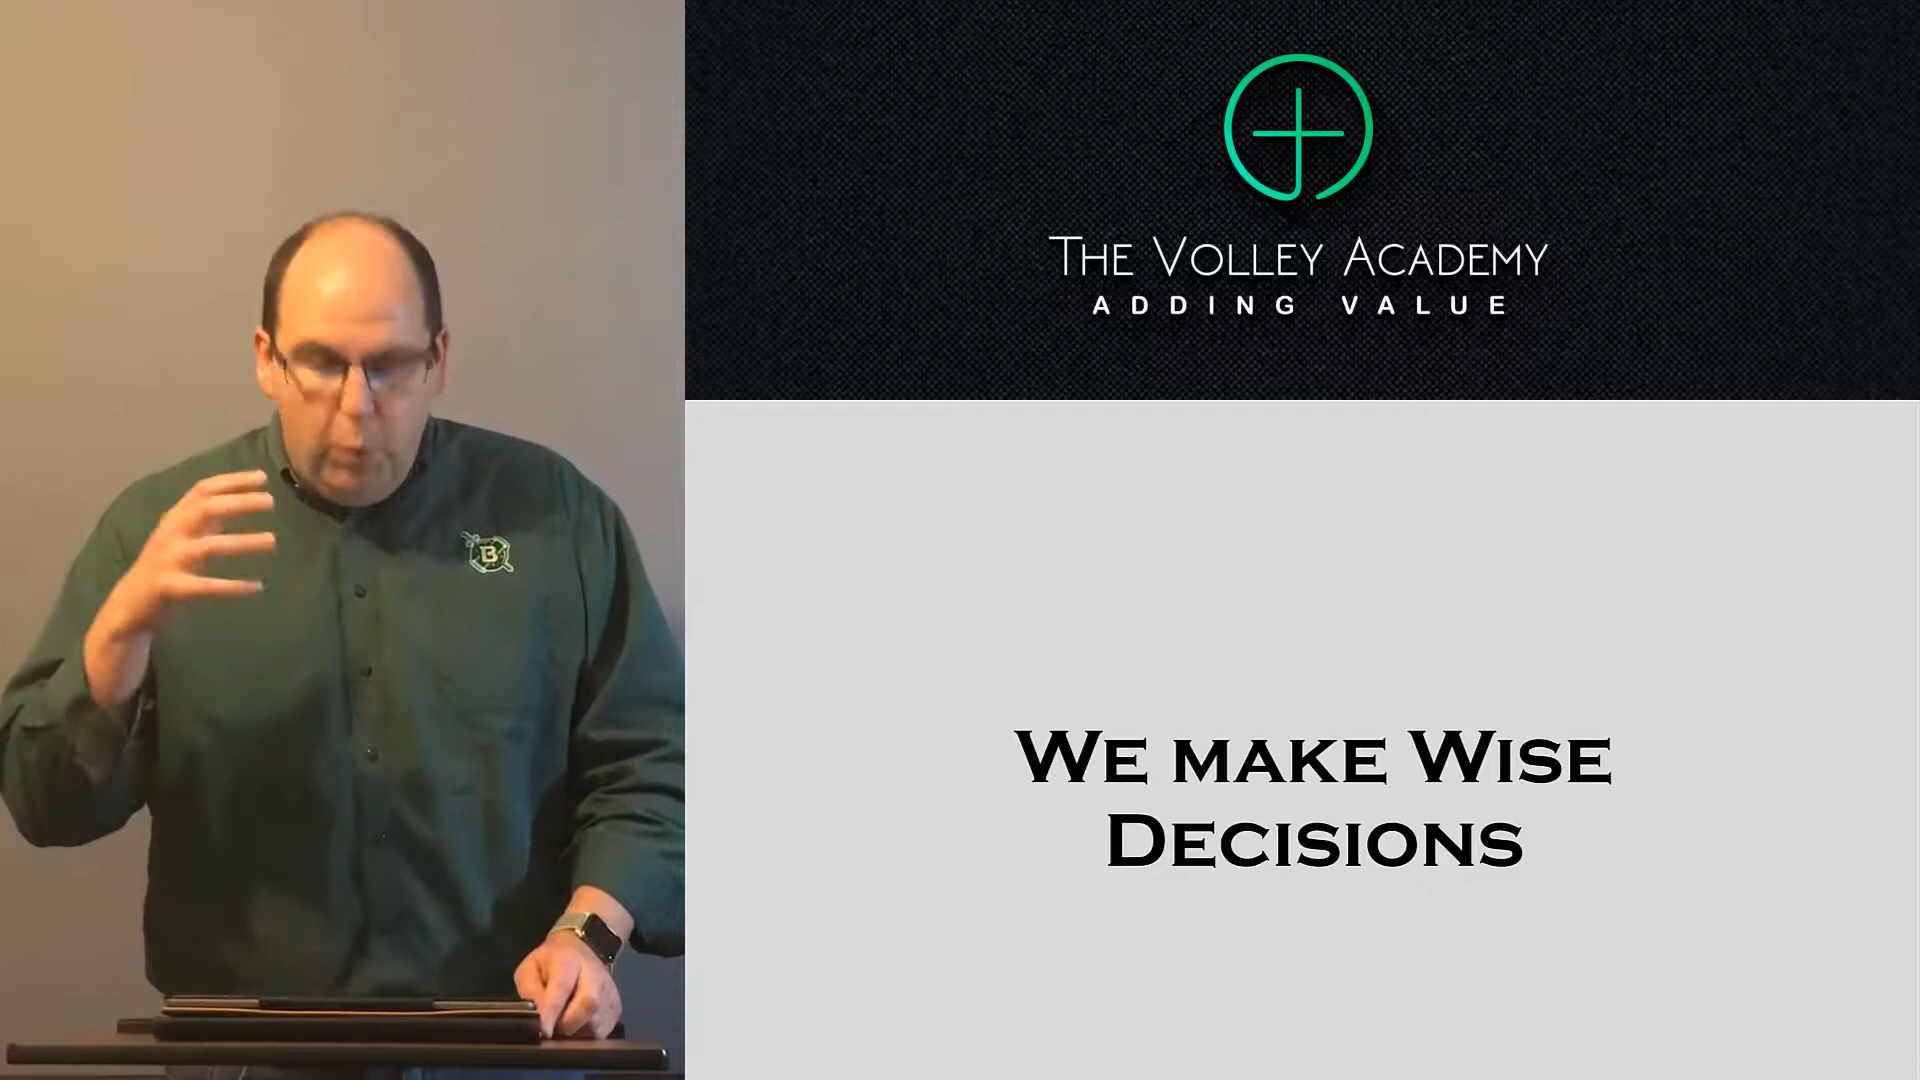 The Volley Academy
ADDING VALUE
B
We make Wise
Decisions